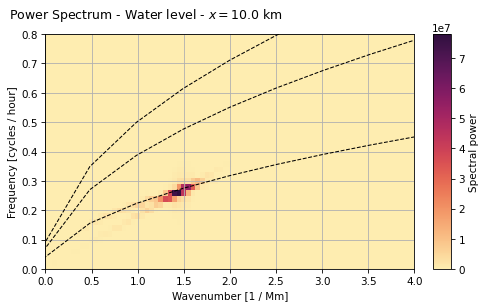 Power Spectrum - Water level - x = 10.0 km
1e7
0.8
0.7
0.6
0.5
0.4
0.3
0.2
0.1
0.0
Frequency [cycles / hour]
0.0 0.5 1.0 1.5 2.0 2.5 3.0 3.5 4.0
Wavenumber [1 / Mm]
7
6
5
4
3
2
1
0
Spectral power